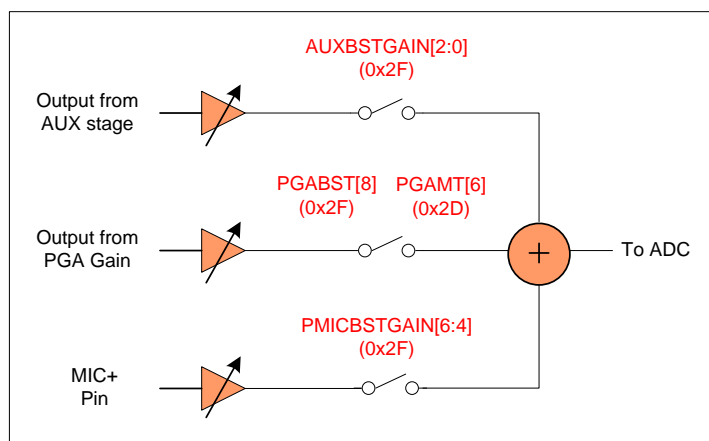 AUXBSTGAIN[2:0]
(0x2F)
Output from
AUX stage
PGABST[8]
(0x2F)
PGAMT[6]
(0x2D)
Output from
PGA Gain
+
To ADC
PMICBSTGAIN[6:4]
(0x2F)
MIC+
Pin